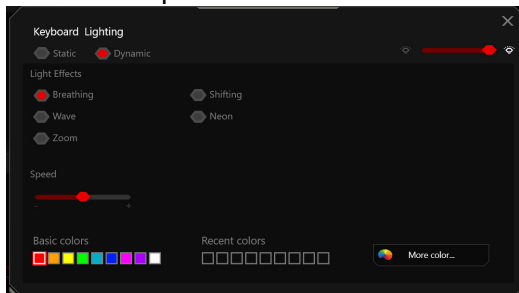 Keyboard Lighting
Static Dynamic
Light Effects
Breathing Shifting
Wave Neon
Zoom
Speed
- +
Basic colors Recent colors
More color...